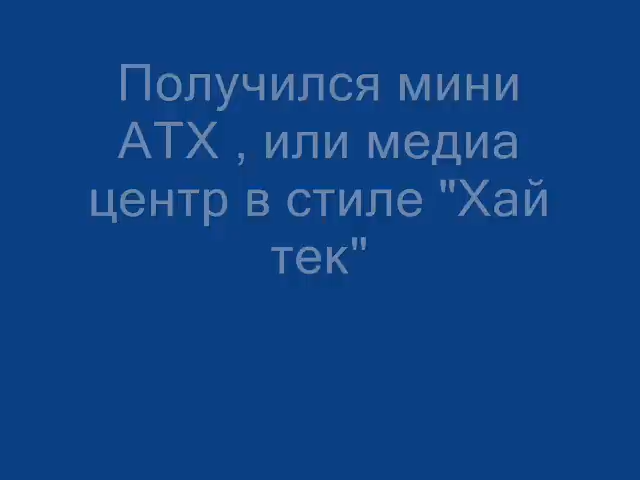 Получился мини
АТХ , или медиа
центр в стиле "Хай
тек"